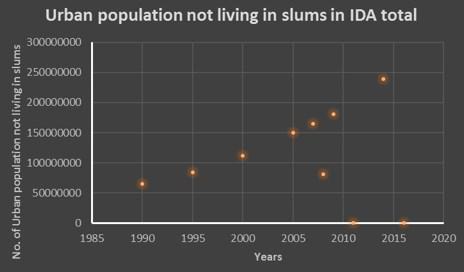 Urban population not living in slums in IDA total
No. of Urban population not living in slums
300000000
250000000
200000000
150000000
100000000
50000000
0
1985 1990 1995 2000 2005 2010 2015 2020
Years